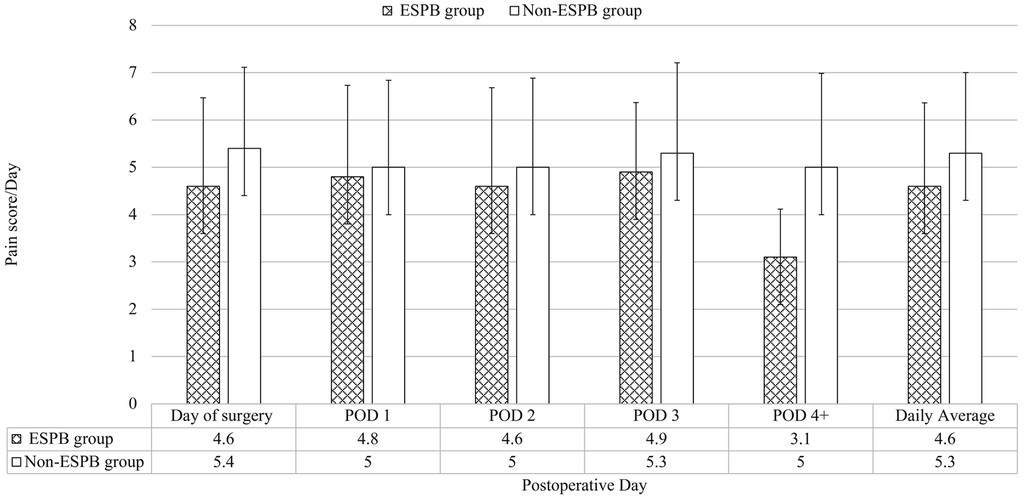 ESPB group Non-ESPB group
8
7
6
5
4
3
2
1
0
Pain score/Day
Day of surgery POD 1 POD 2 POD 3 POD 4+ Daily Average
ESPB group 4.6 4.8 4.6 4.9 3.1 4.6
Non-ESPB group 5.4 5 5 5.3 5 5.3
Postoperative Day